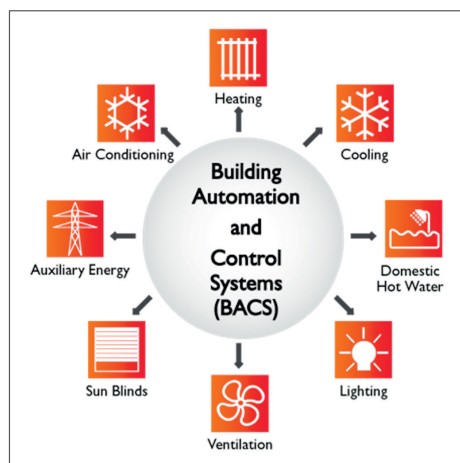 Heating
Air Conditioning
Cooling
Building
Automation
and
Control
Systems
(BACS)
Auxiliary Energy
Domestic
Hot Water
Sun Blinds
Lighting
Ventilation